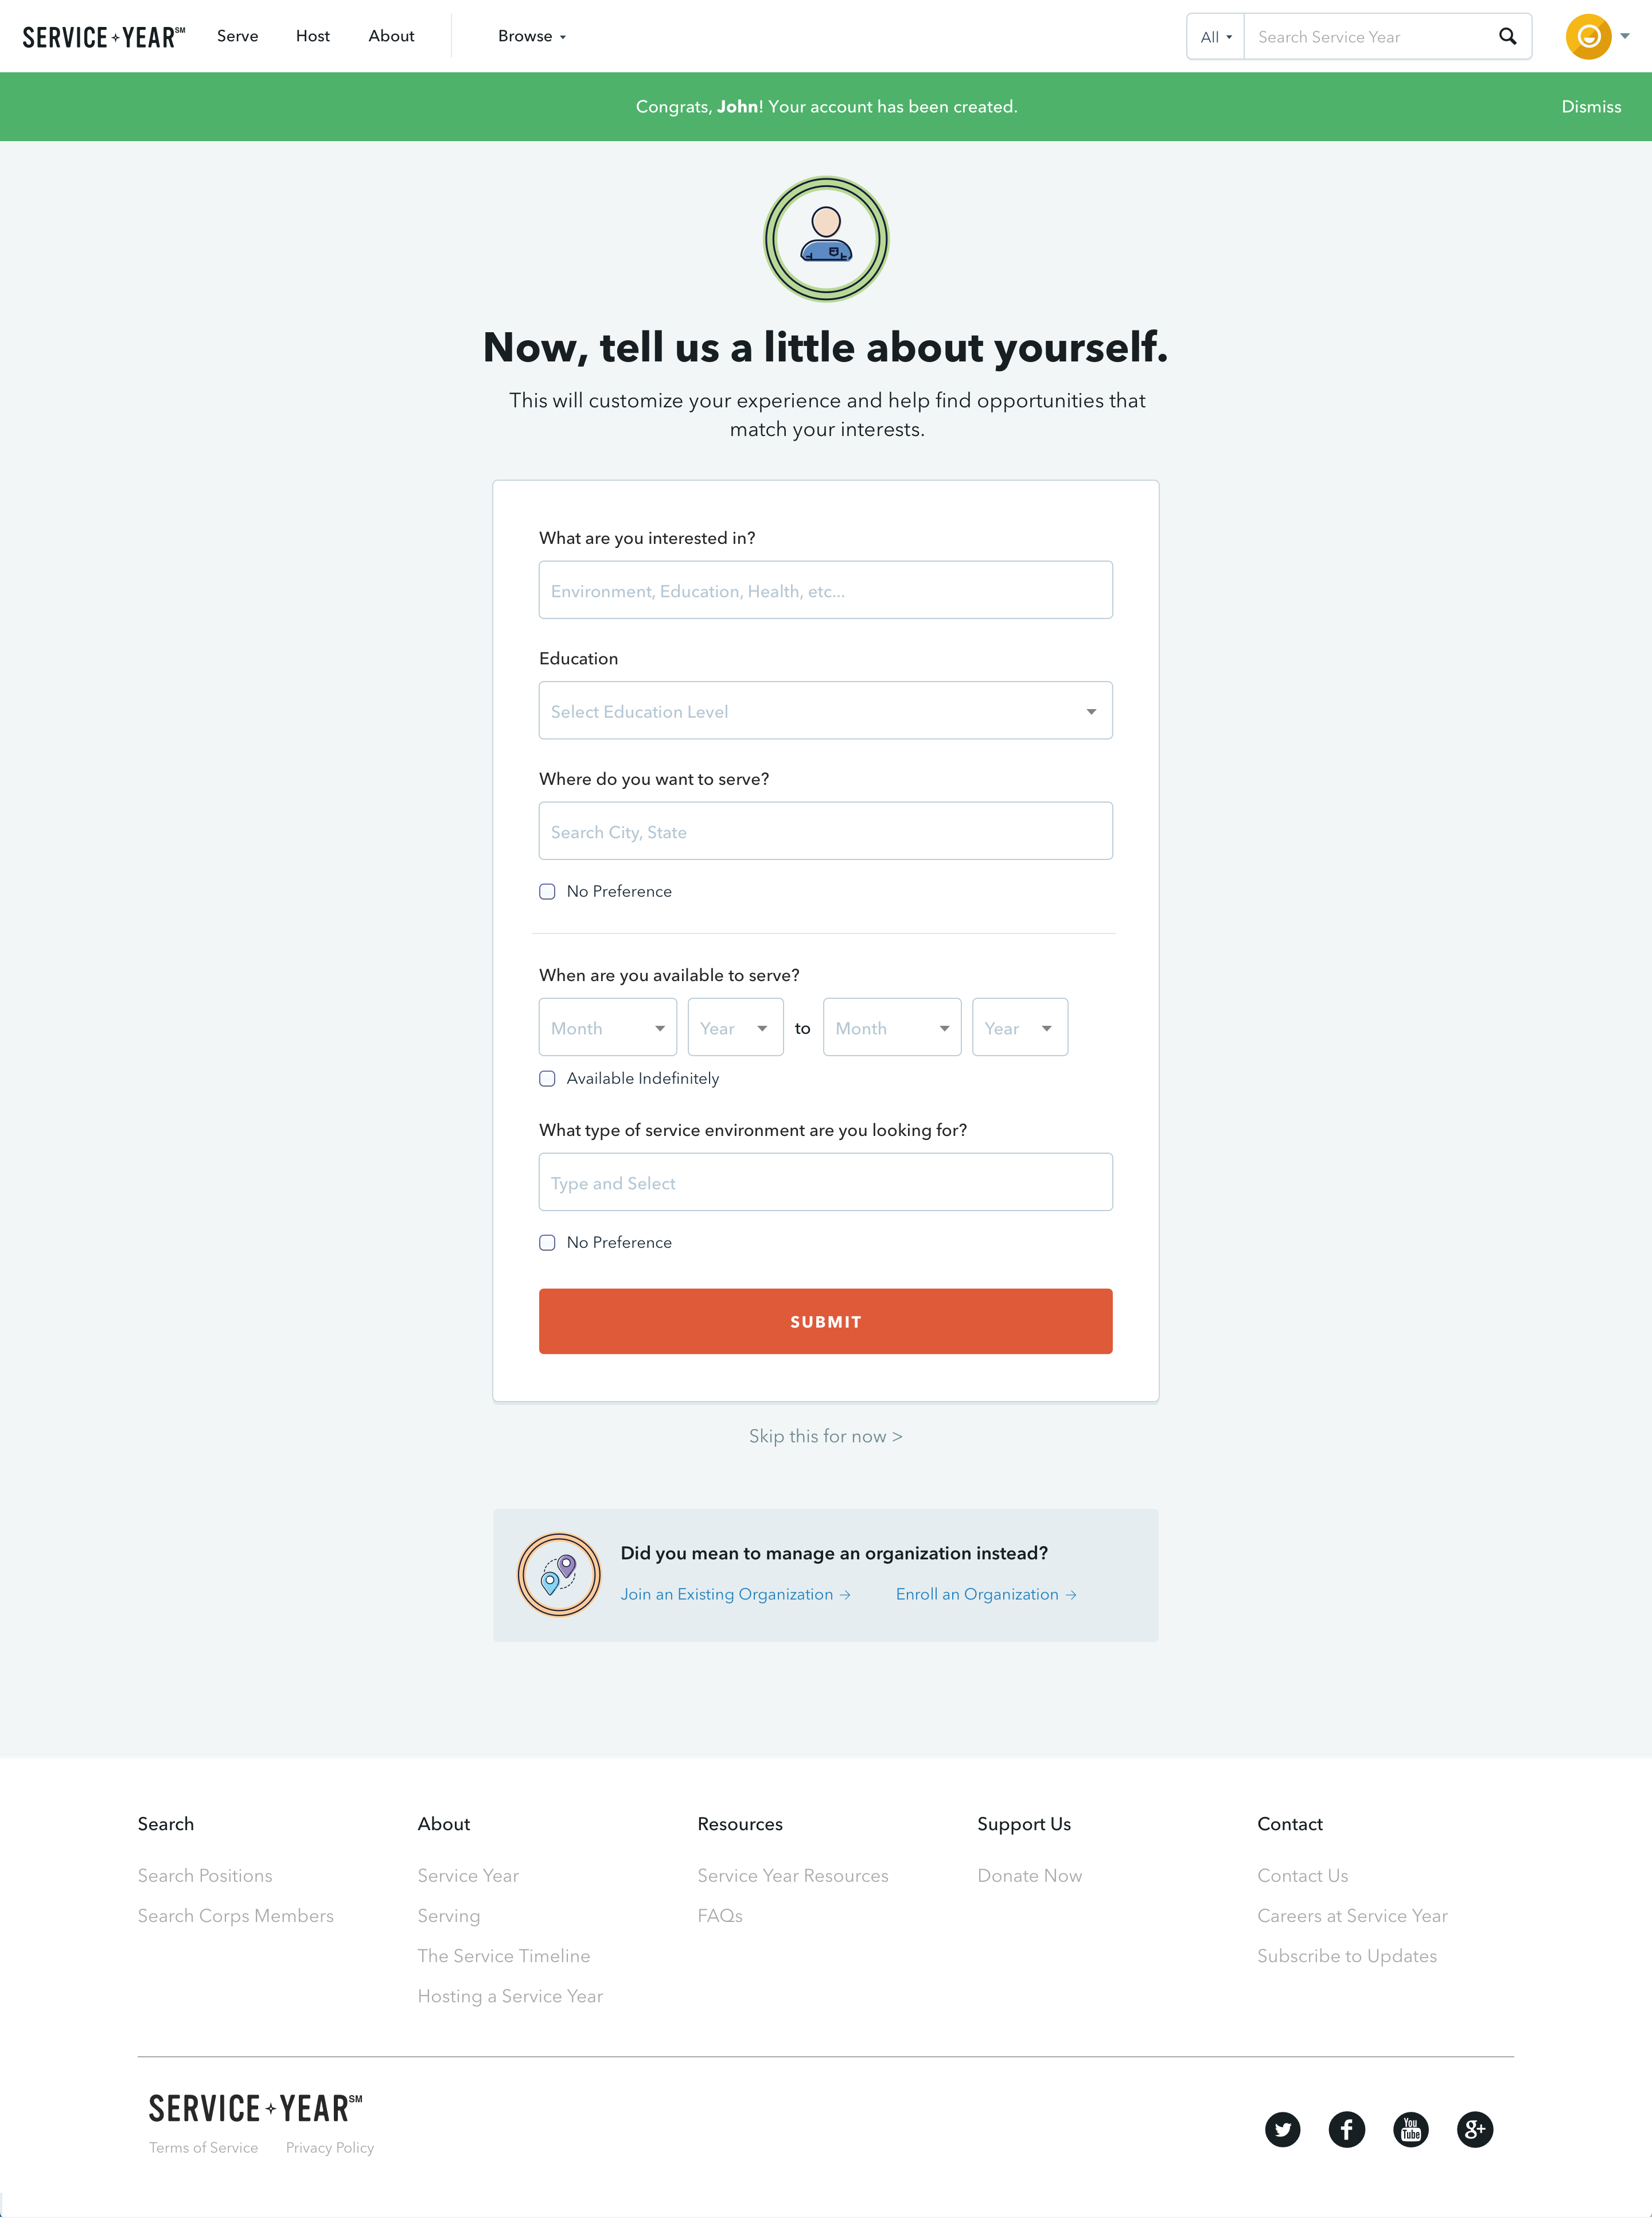 SERVICE YEAR SM
Serve
Host
About
Browse
All
Search Service Year
Congrats, John! Your account has been created.
Dismiss
Now, tell us a little about yourself.
This will customize your experience and help find opportunities that
match your interests.
What are you interested in?
Environment, Education, Health, etc...
Education
Select Education Level
Where do you want to serve?
Search City, State
No Preference
When are you available to serve?
Month Year to Month Year
Available Indefinitely
What type of service environment are you looking for?
Type and Select
No Preference
SUBMIT
Skip this for now >
Did you mean to manage an organization instead?
Join an Existing Organization →
Enroll an Organization →
Search
Search Positions
Search Corps Members
About
Service Year
Serving
The Service Timeline
Hosting a Service Year
Resources
Service Year Resources
FAQs
Support Us
Donate Now
Contact
Contact Us
Careers at Service Year
Subscribe to Updates
SERVICE YEAR SM
Terms of Service
Privacy Policy
You
Tube
g+